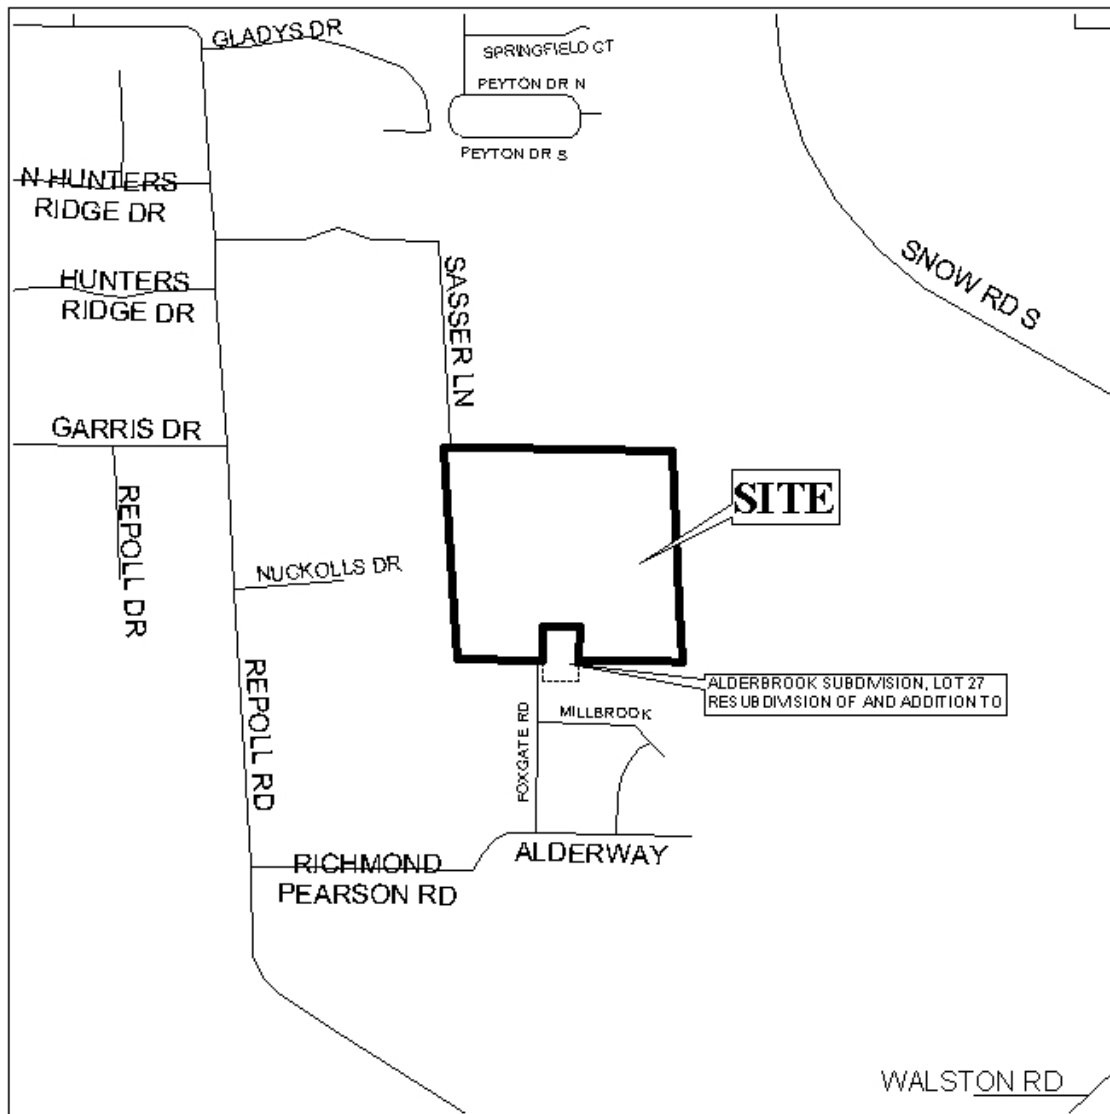 GLADYS DR
SPRINGFIELD CT
PEYTON DR N
PEYTON DR S
N HUNTERS
RIDGE DR
SNOW RD S
SASSER LN
HUNTERS
RIDGE DR
GARRIS DR
REPOLL DR
SITE
NUCKOLLS DR
REPOLL RD
ALDERBROOK SUBDIVISION, LOT 27
RESUBDIVISION OF AND ADDITION TO
FOXGATE RD
MILLBROOK
ALDERWAY
RICHMOND
PEARSON RD
WALSTON RD